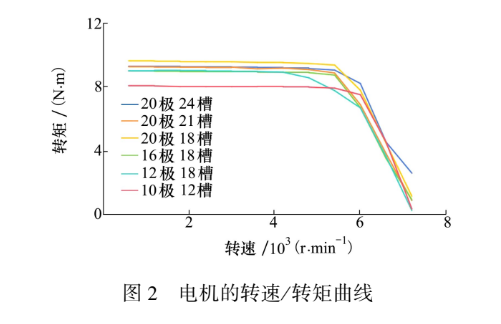 12
8
4
0
转矩/(N·m)
20极 24槽
20极 21槽
20极 18槽
16极 18槽
12极 18槽
10极 12槽
2 4 6 8
转速/10³(r·min⁻¹)
图 2 电机的转速/转矩曲线